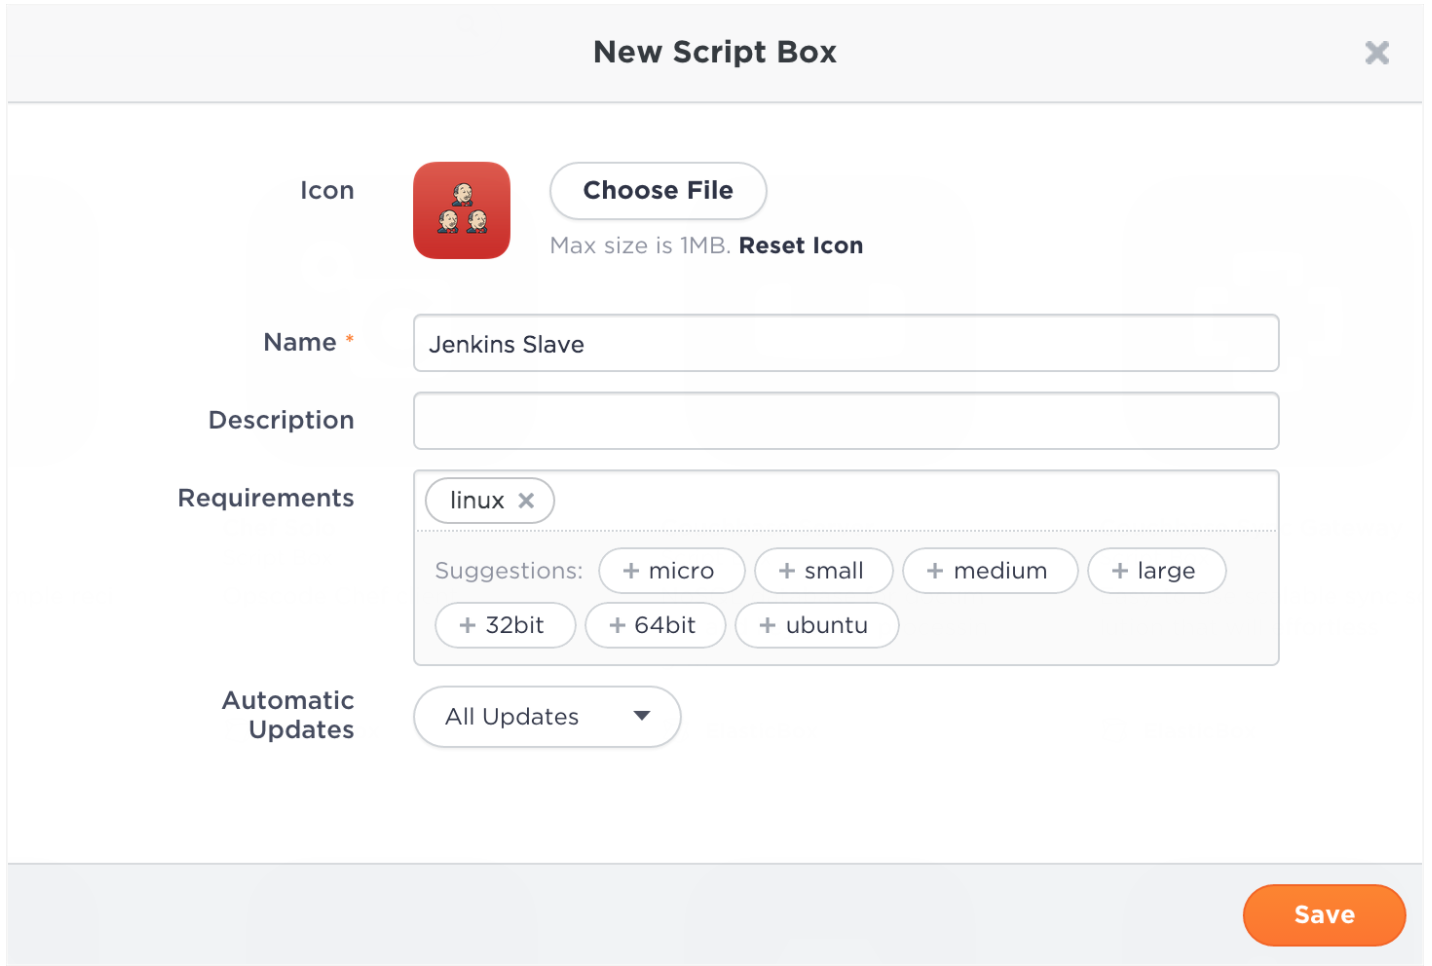 New Script Box
Icon
Choose File
Max size is 1MB. Reset Icon
Name *
Jenkins Slave
Description
Requirements
linux
Suggestions: + micro + small + medium + large
+ 32bit + 64bit + ubuntu
Automatic
Updates
All Updates
Save